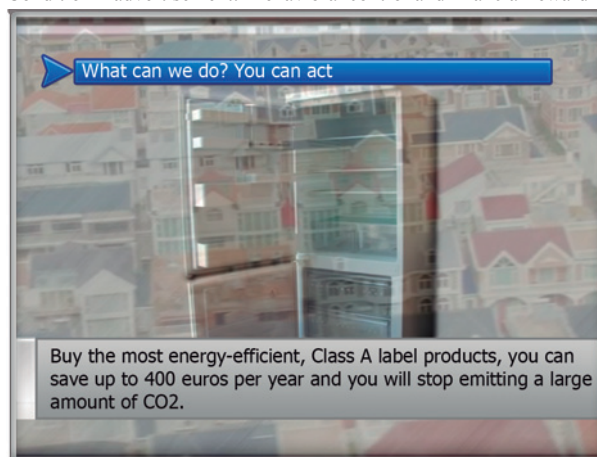 What can we do? You can act
Buy the most energy-efficient, Class A label products, you can
save up to 400 euros per year and you will stop emitting a large
amount of CO2.